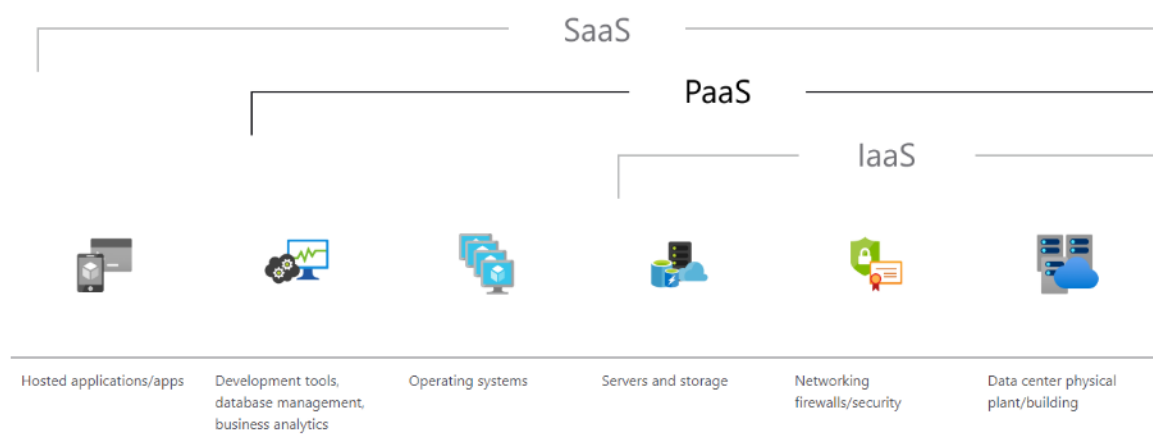 SaaS
PaaS
IaaS
Hosted applications/apps
Development tools,
database management,
business analytics
Operating systems
Servers and storage
Networking
firewalls/security
Data center physical
plant/building